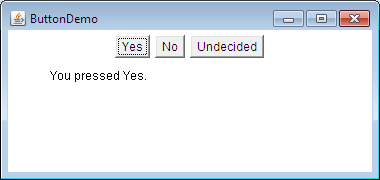 ButtonDemo
Yes No Undecided
You pressed Yes.